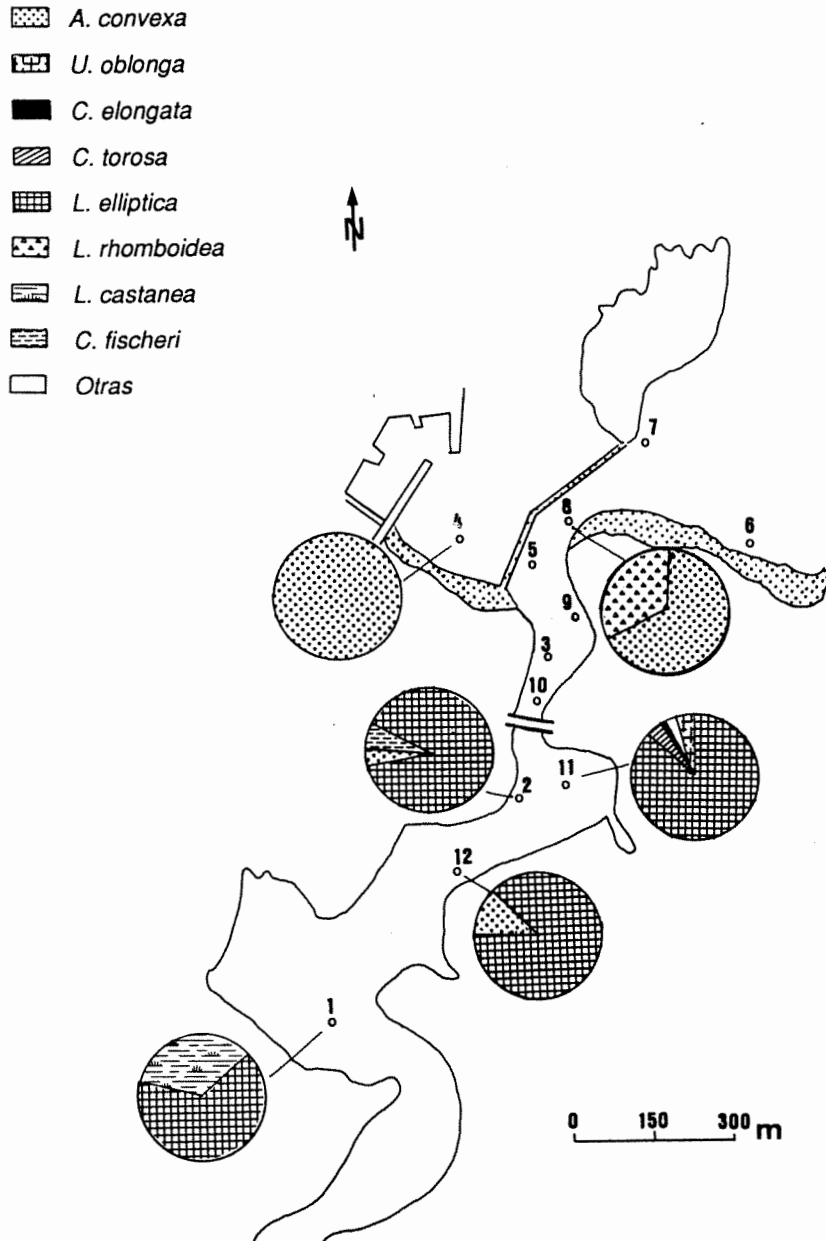 A. convexa
U. oblonga
C. elongata
C. torosa
L. elliptica
L. rhomboidea
L. castanea
C. fischeri
Otras
N
7
8
4
6
5
9
3
10
11
2
12
1
0 150 300 m